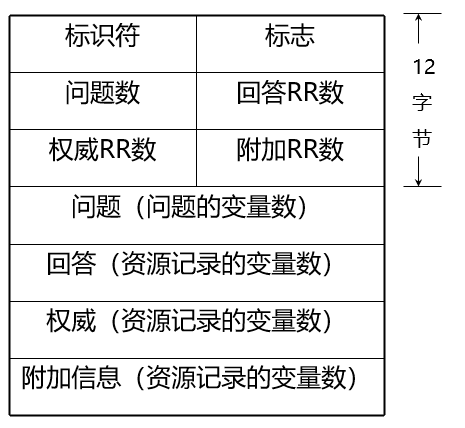 标识符 标志
问题数 回答RR数
权威RR数 附加RR数
问题（问题的变量数）
回答（资源记录的变量数）
权威（资源记录的变量数）
附加信息（资源记录的变量数）
12
字
节